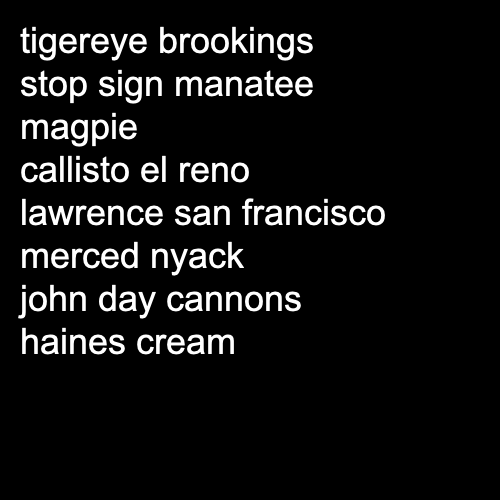 tigereye brookings
stop sign manatee
magpie
callisto el reno
lawrence san francisco
merced nyack
john day cannons
haines cream